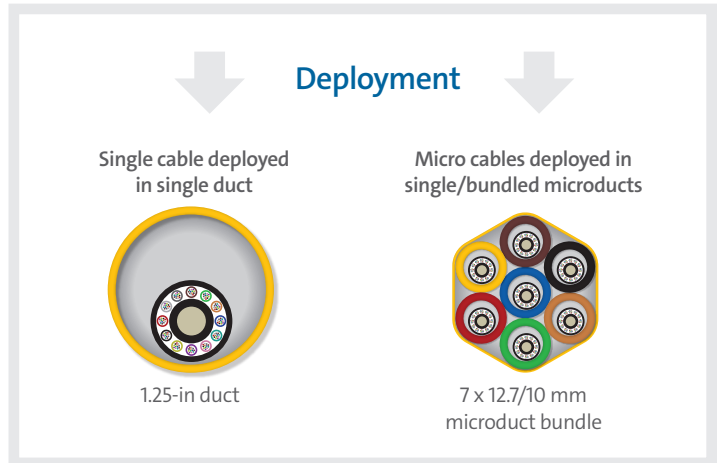 Deployment
Single cable deployed
in single duct
1.25-in duct
Micro cables deployed in
single/bundled microducts
7 x 12.7/10 mm
microduct bundle